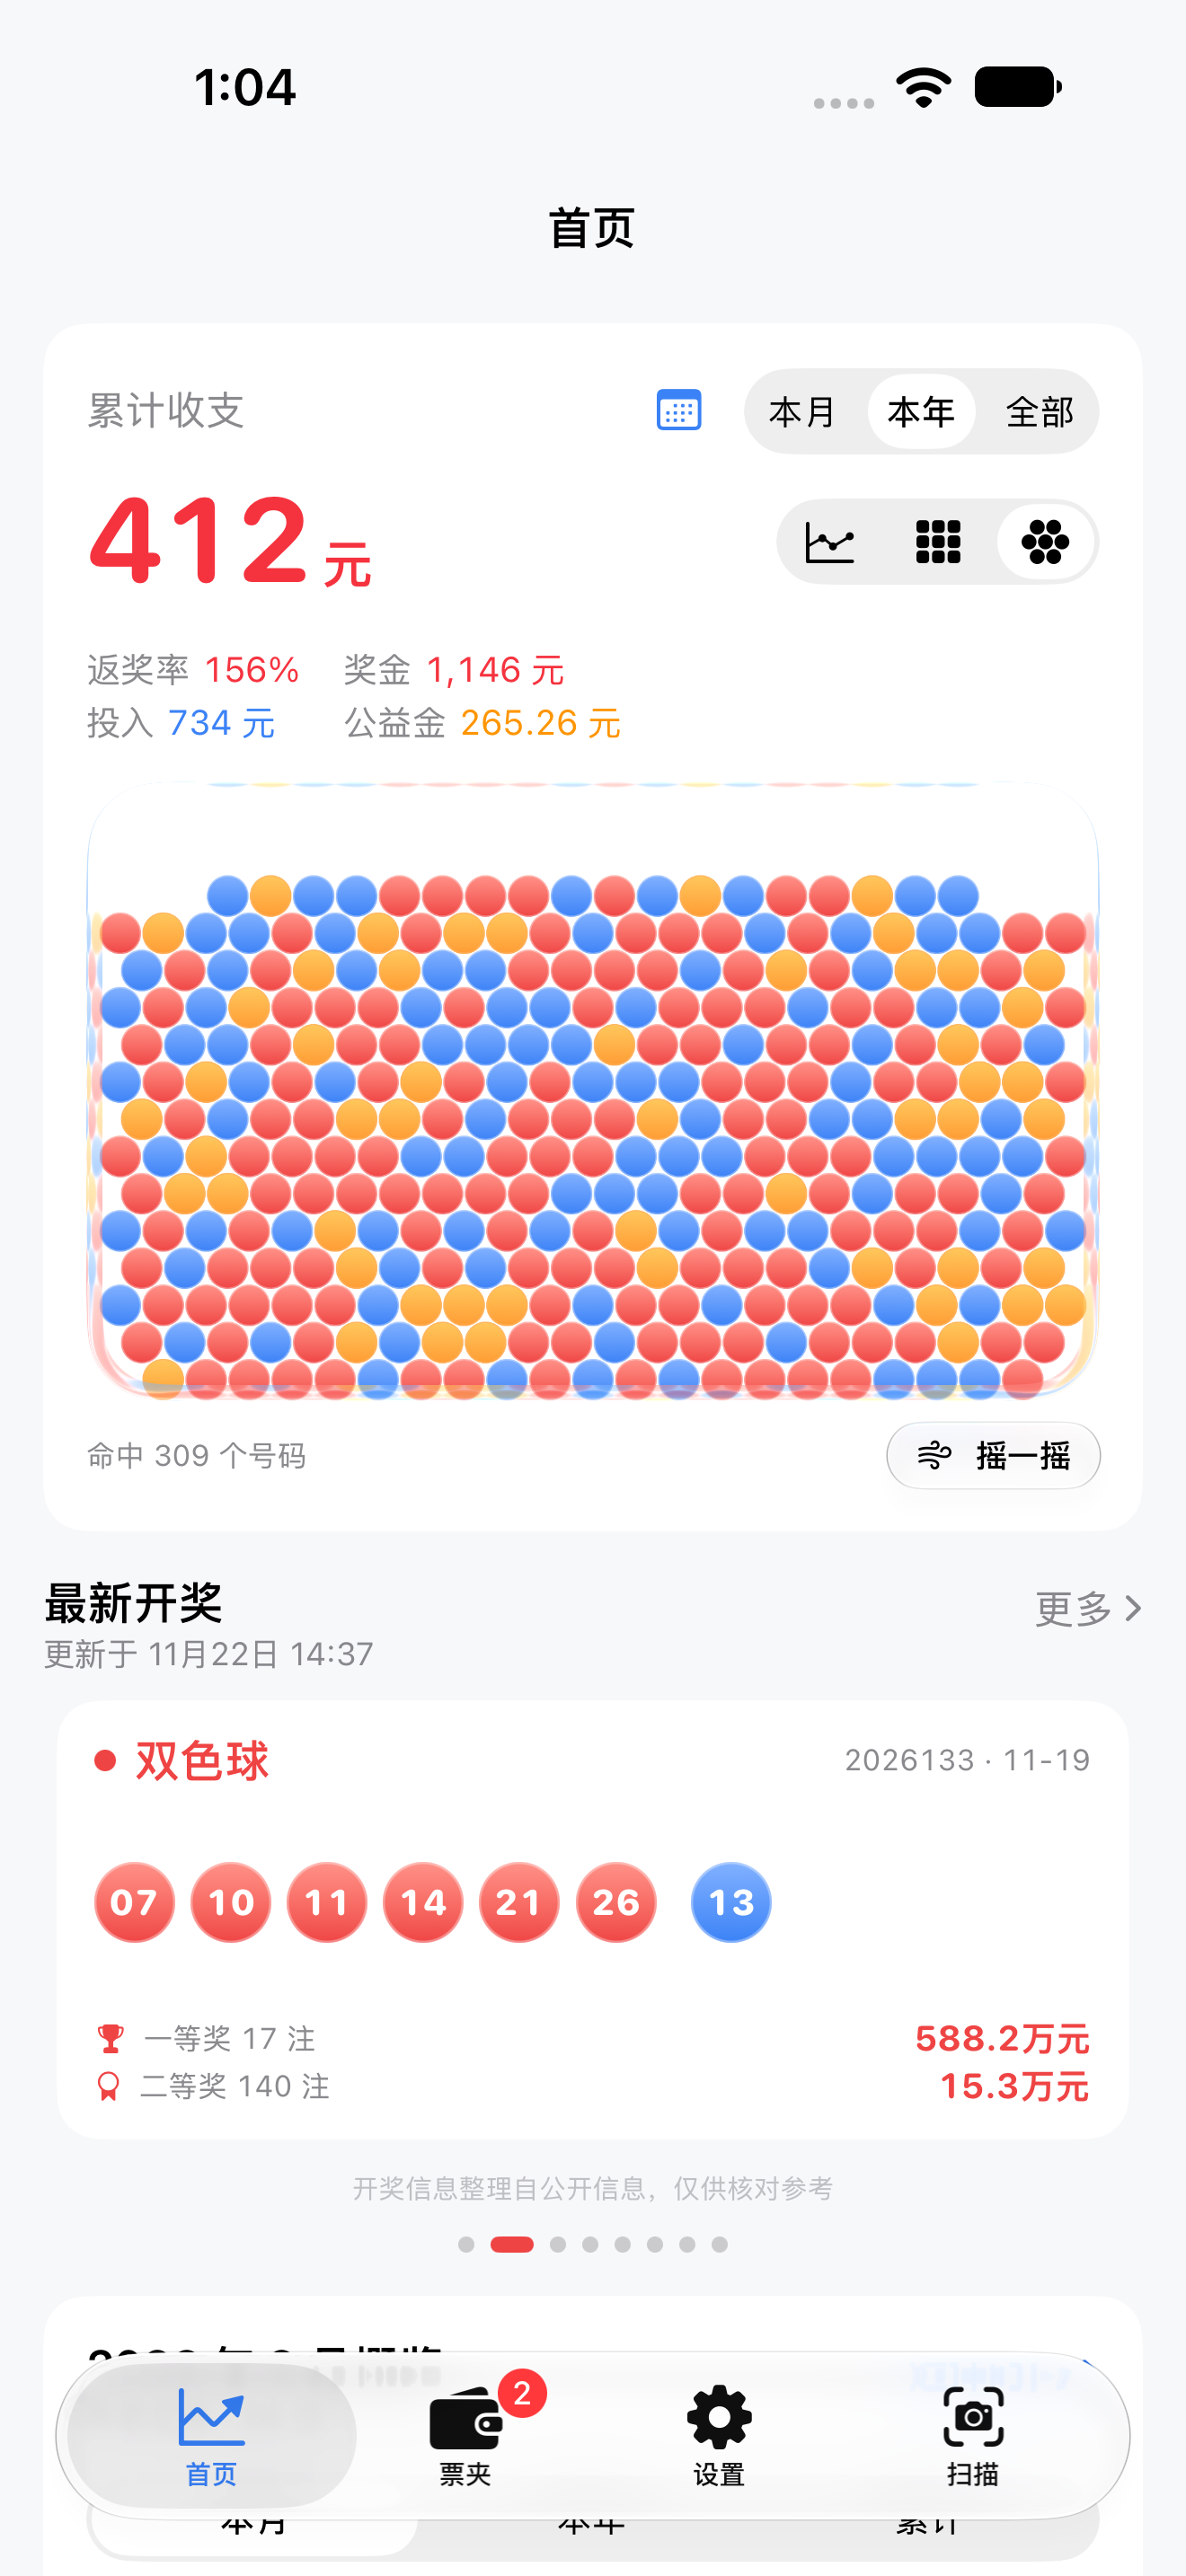 1:04
首页
累计收支
本月 本年 全部
412 元
返奖率 156% 奖金 1,146 元
投入 734 元 公益金 265.26 元
命中 309 个号码
摇一摇
最新开奖
更多
更新于 11月22日 14:37
双色球
2026133 · 11-19
07 10 11 14 21 26 13
一等奖 17 注 588.2万元
二等奖 140 注 15.3万元
开奖信息整理自公开信息，仅供核对参考
2
首页 票夹 设置 扫描
本月 本年 累计